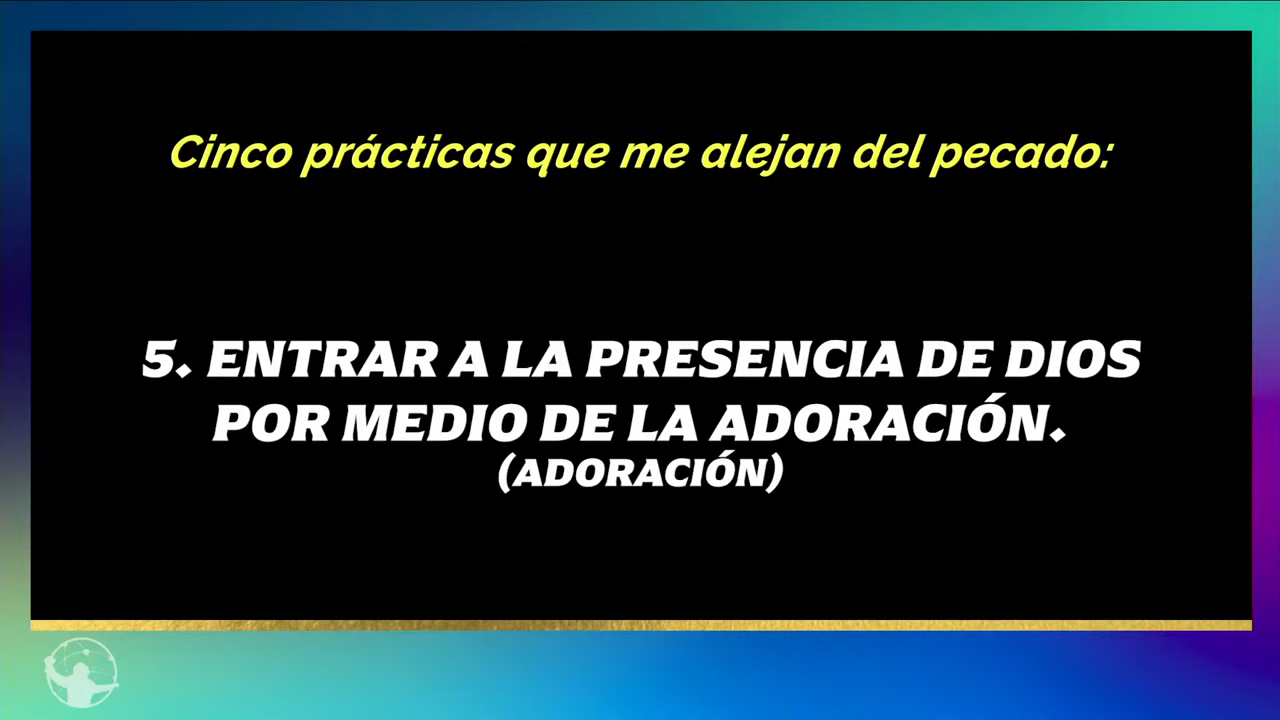 Cinco prácticas que me alejan del pecado:
5. ENTRAR A LA PRESENCIA DE DIOS
POR MEDIO DE LA ADORACIÓN.
(ADORACIÓN)